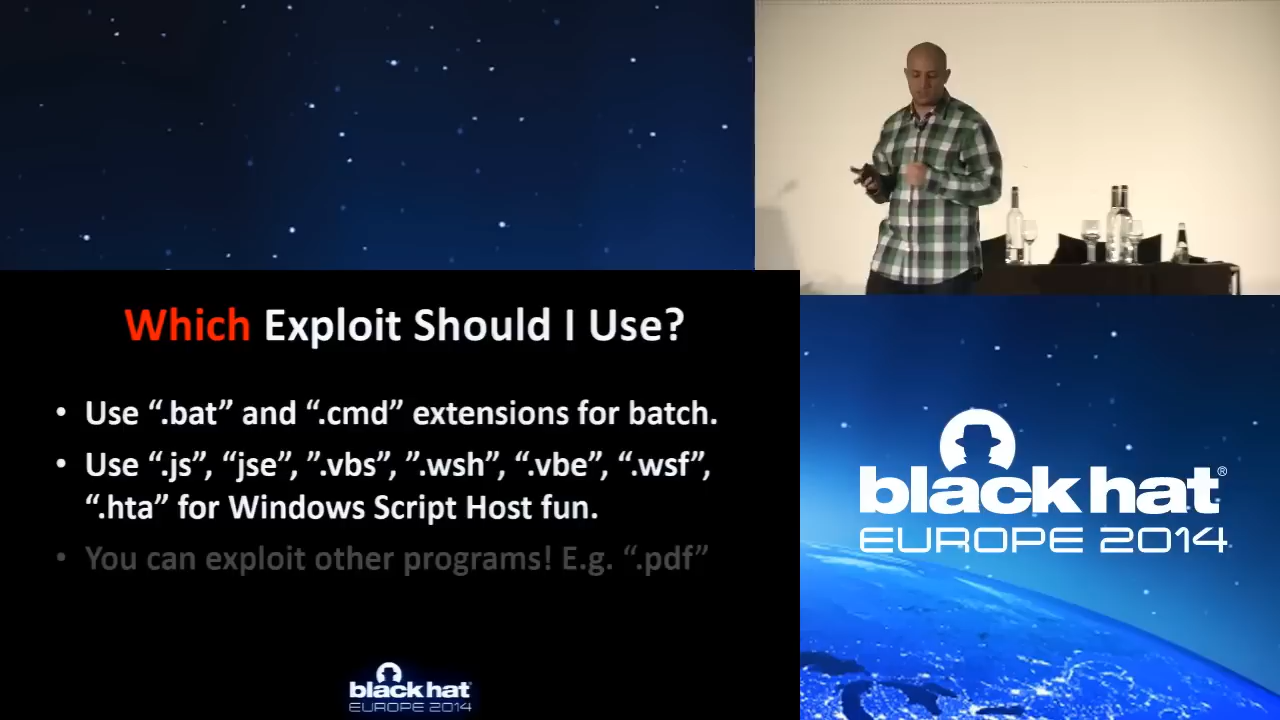 Which Exploit Should I Use?
• Use “.bat” and “.cmd” extensions for batch.
• Use “.js”, “jse”, ”.vbs”, ”.wsh”, “.vbe”, “.wsf”,
“.hta” for Windows Script Host fun.
• You can exploit other programs! E.g. “.pdf”
black hat
EUROPE 2014
black hat®
EUROPE 2014